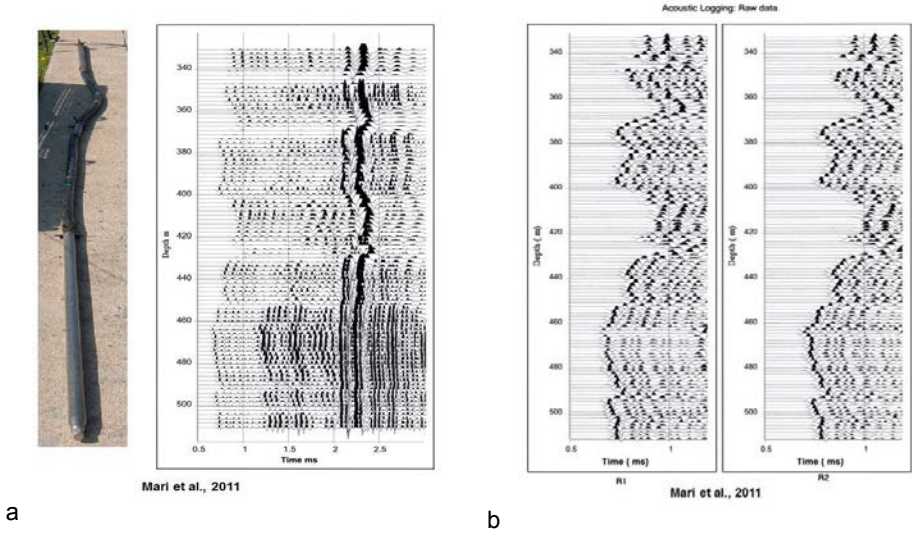 Acoustic Logging: Raw data
340
360
380
400
420
440
460
480
500
Depth m
0.5 1 1.5 2 2.5
Time ms
Mari et al., 2011
a
340
360
380
400
420
440
460
480
500
Depth ( m)
0.5 1
Time ( ms)
R1
340
360
380
400
420
440
460
480
500
Depth ( m)
0.5 1
Time ( ms)
R2
Mari et al., 2011
b